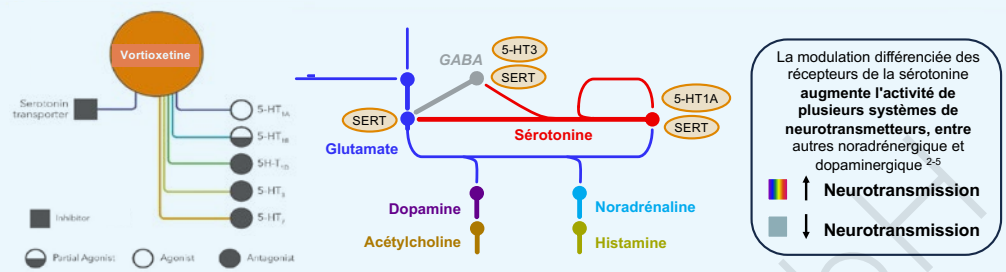 Vortioxetine
Serotonin
transporter
5-HT1A
5-HT1B
5H-T1D
5-HT3
5-HT7
Inhibitor
Partial Agonist
Agonist
Antagonist
GABA
5-HT3
SERT
SERT
Glutamate
Sérotonine
5-HT1A
SERT
Dopamine
Acétylcholine
Noradrénaline
Histamine
La modulation différenciée des
récepteurs de la sérotonine
augmente l'activité de
plusieurs systèmes de
neurotransmetteurs, entre
autres noradrénergique et
dopaminergique 2-5
↑ Neurotransmission
↓ Neurotransmission